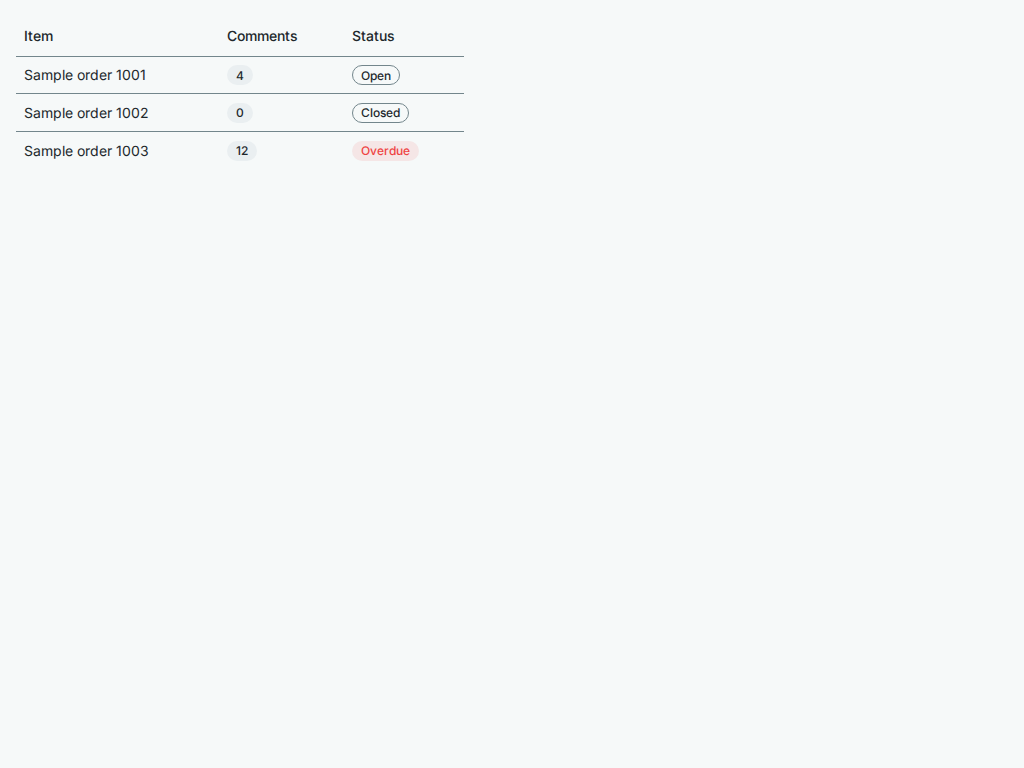 Item Comments Status
Sample order 1001 4 Open
Sample order 1002 0 Closed
Sample order 1003 12 Overdue